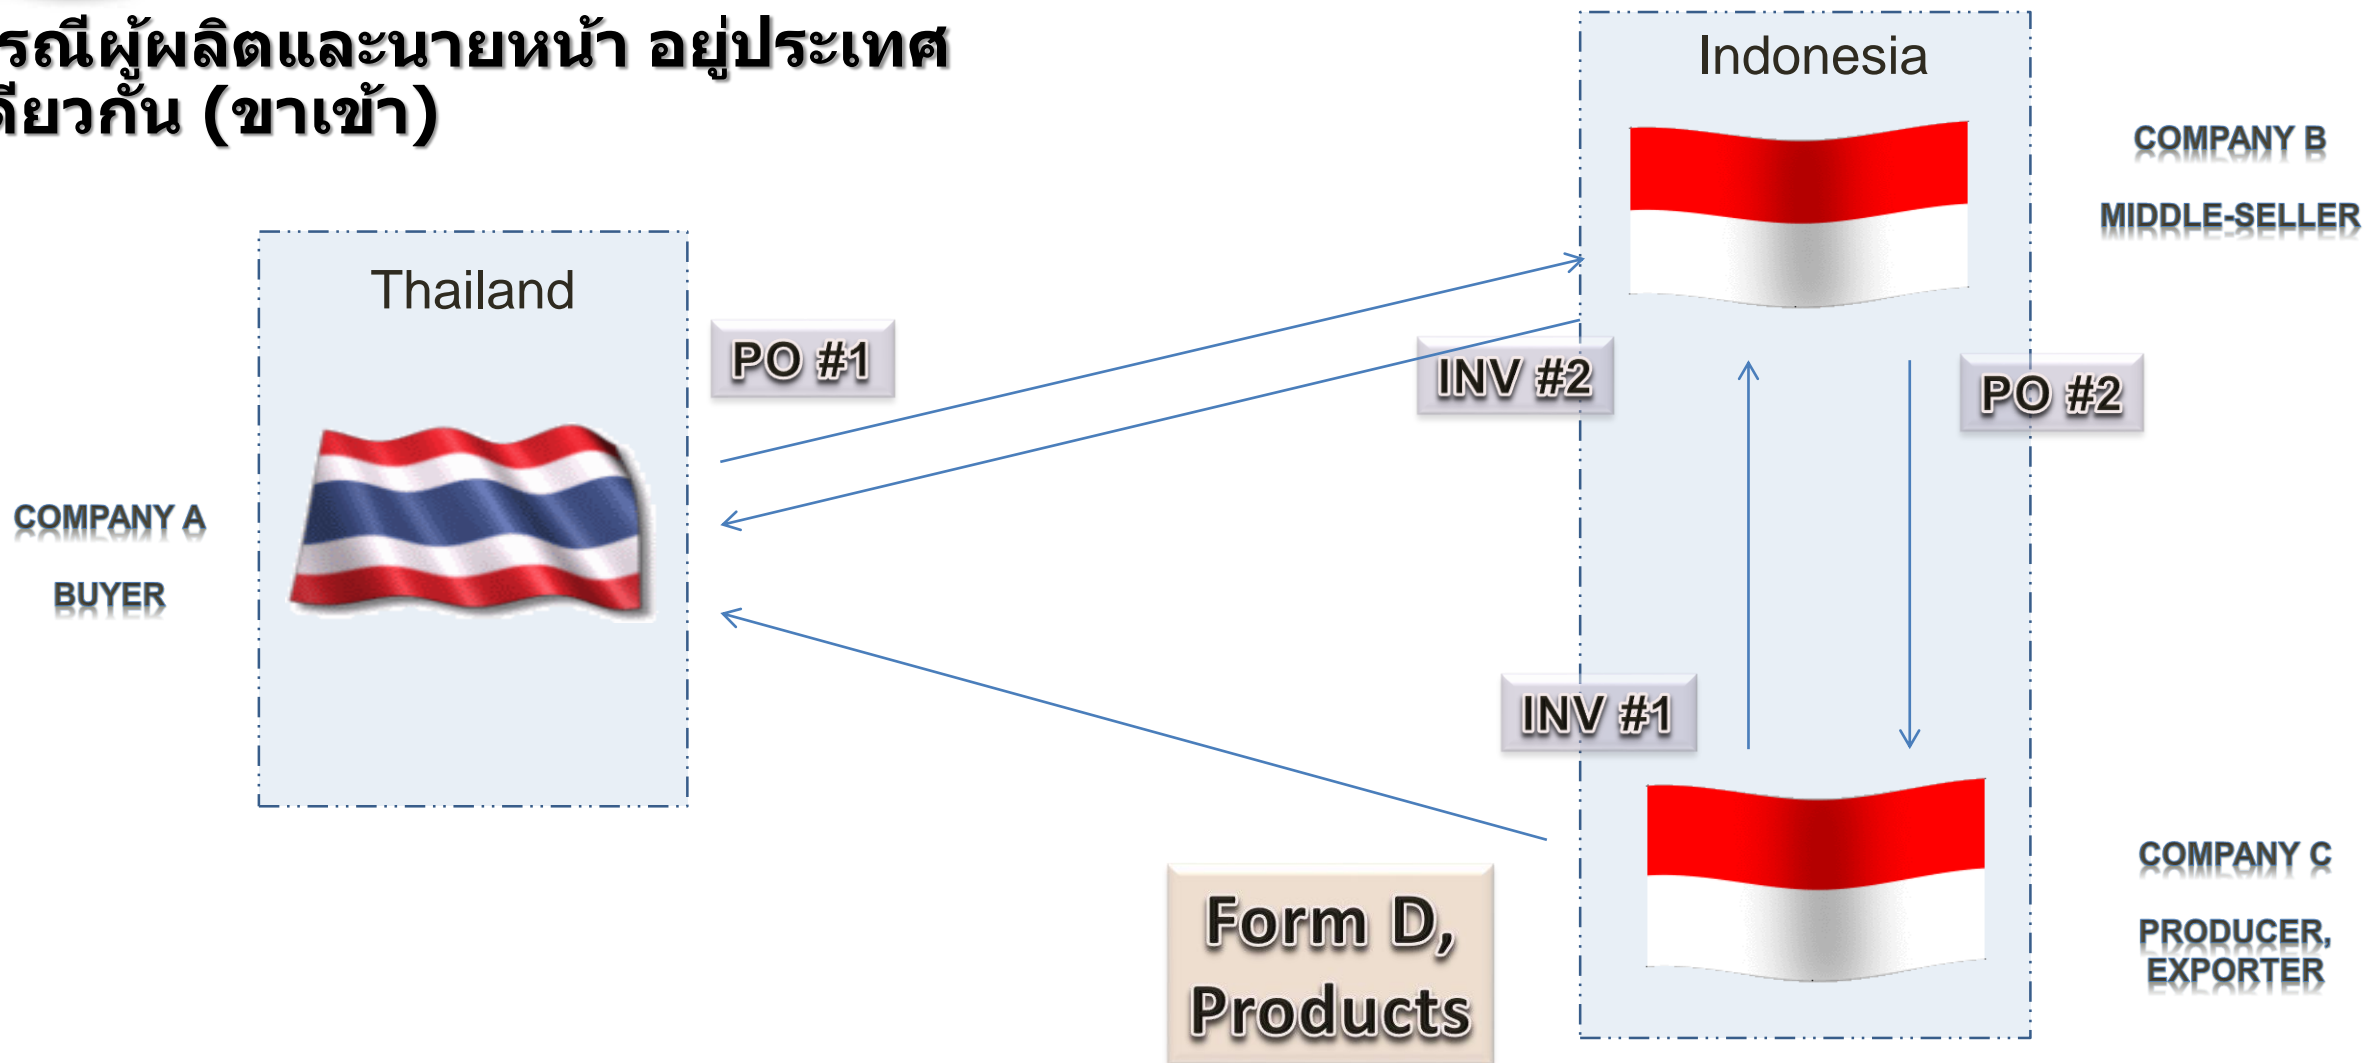 รณีผู้ผลิตและนายหน้า อยู่ประเทศ
ดียวกัน (ขาเข้า)
Indonesia
COMPANY B
MIDDLE-SELLER
Thailand
PO #1
INV #2
PO #2
COMPANY A
BUYER
INV #1
COMPANY C
PRODUCER,
EXPORTER
Form D,
Products